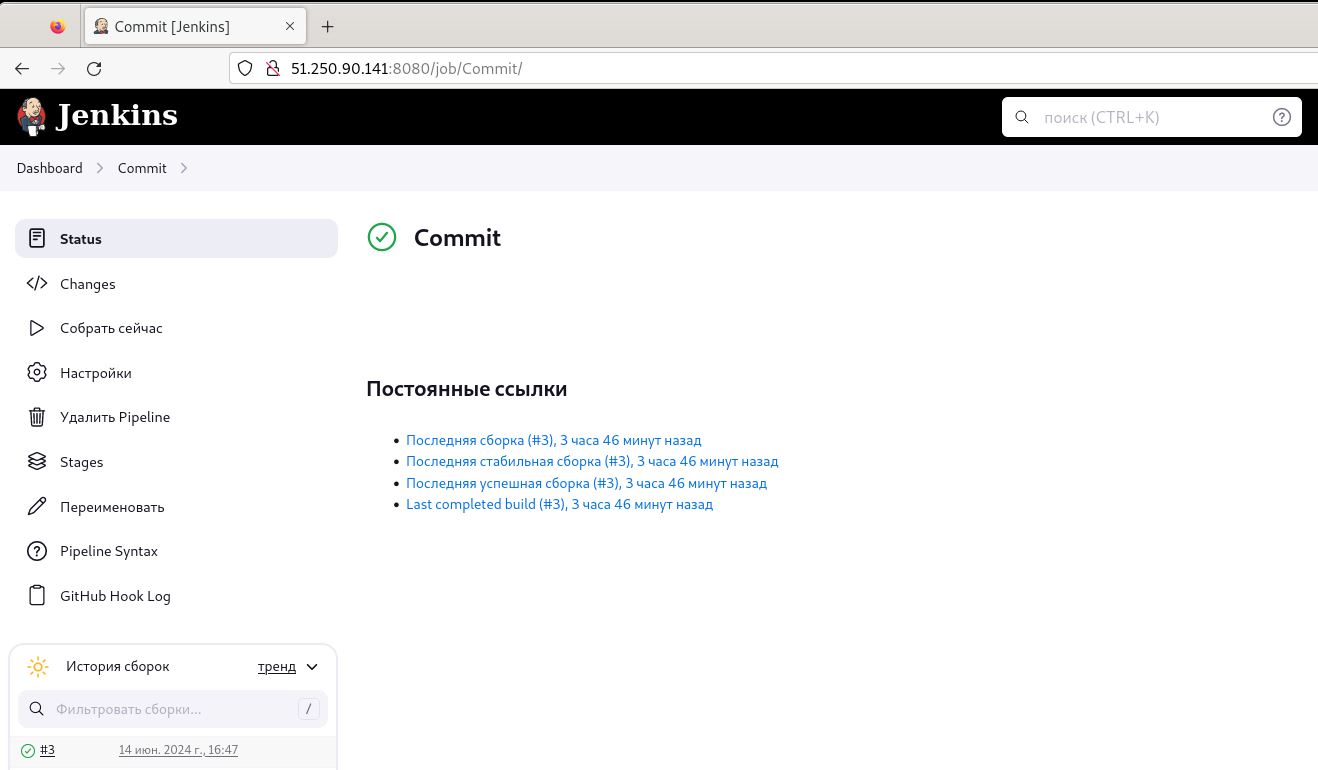 Commit [Jenkins]
51.250.90.141:8080/job/Commit/
Jenkins
поиск (CTRL+K)
Dashboard Commit
Status
Changes
Собрать сейчас
Настройки
Удалить Pipeline
Stages
Переименовать
Pipeline Syntax
GitHub Hook Log
История сборок тренд
Фильтровать сборки... /
#3 14 июн. 2024 г., 16:47
Commit
Постоянные ссылки
Последняя сборка (#3), 3 часа 46 минут назад
Последняя стабильная сборка (#3), 3 часа 46 минут назад
Последняя успешная сборка (#3), 3 часа 46 минут назад
Last completed build (#3), 3 часа 46 минут назад